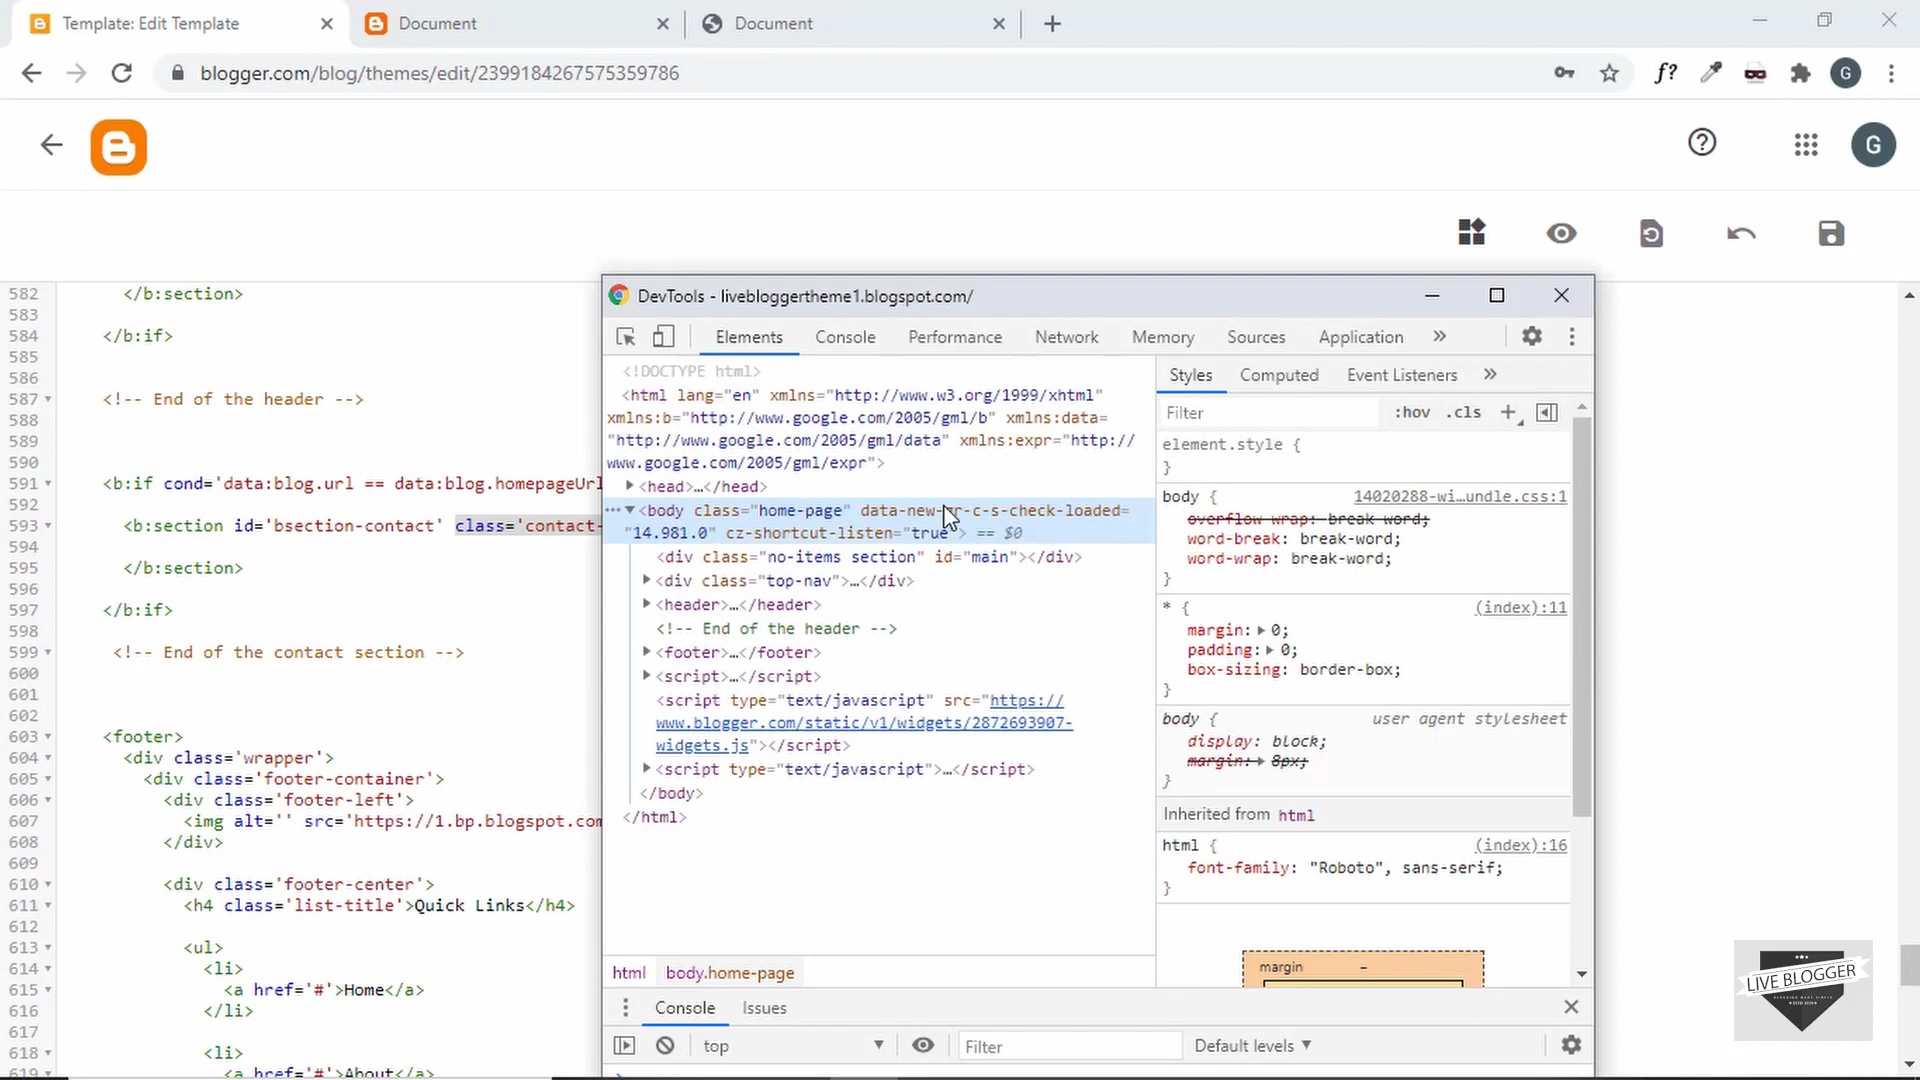 Template: Edit Template
Document
Document
blogger.com/blog/themes/edit/2399184267575359786
f?
G
G
582 </b:section>
583
584 </b:if>
585
586
587 <!-- End of the header -->
588
589
590
591 <b:if cond='data:blog.url == data:blog.homepageUrl
592
593 <b:section id='bsection-contact' class='contact-
594
595 </b:section>
596
597 </b:if>
598
599 <!-- End of the contact section -->
600
601
602
603 <footer>
604 <div class='wrapper'>
605 <div class='footer-container'>
606 <div class='footer-left'>
607 <img alt='' src='https://1.bp.blogspot.com
608 </div>
609
610 <div class='footer-center'>
611 <h4 class='list-title'>Quick Links</h4>
612
613 <ul>
614 <li>
615 <a href='#'>Home</a>
616 </li>
617
618 <li>
619 <a href='#'>About</a>
DevTools - livebloggertheme1.blogspot.com/
Elements Console Performance Network Memory Sources Application »
<!DOCTYPE html>
<html lang="en" xmlns="http://www.w3.org/1999/xhtml"
xmlns:b="http://www.google.com/2005/gml/b" xmlns:data=
"http://www.google.com/2005/gml/data" xmlns:expr="http://
www.google.com/2005/gml/expr">
<head>…</head>
<body class="home-page" data-new-gr-c-s-check-loaded=
"14.981.0" cz-shortcut-listen="true"> == $0
<div class="no-items section" id="main"></div>
<div class="top-nav">…</div>
<header>…</header>
<!-- End of the header -->
<footer>…</footer>
<script>…</script>
<script type="text/javascript" src="https://
www.blogger.com/static/v1/widgets/2872693907-
widgets.js"></script>
<script type="text/javascript">…</script>
</body>
</html>
html body.home-page
Styles Computed Event Listeners »
Filter :hov .cls +
element.style {
}
body { 14020288-wi…undle.css:1
overflow-wrap: break-word;
word-break: break-word;
word-wrap: break-word;
}
* { (index):11
margin: 0;
padding: 0;
box-sizing: border-box;
}
body { user agent stylesheet
display: block;
margin: 8px;
}
Inherited from html
html { (index):16
font-family: "Roboto", sans-serif;
}
margin –
Console Issues
top Filter Default levels
LIVE BLOGGER